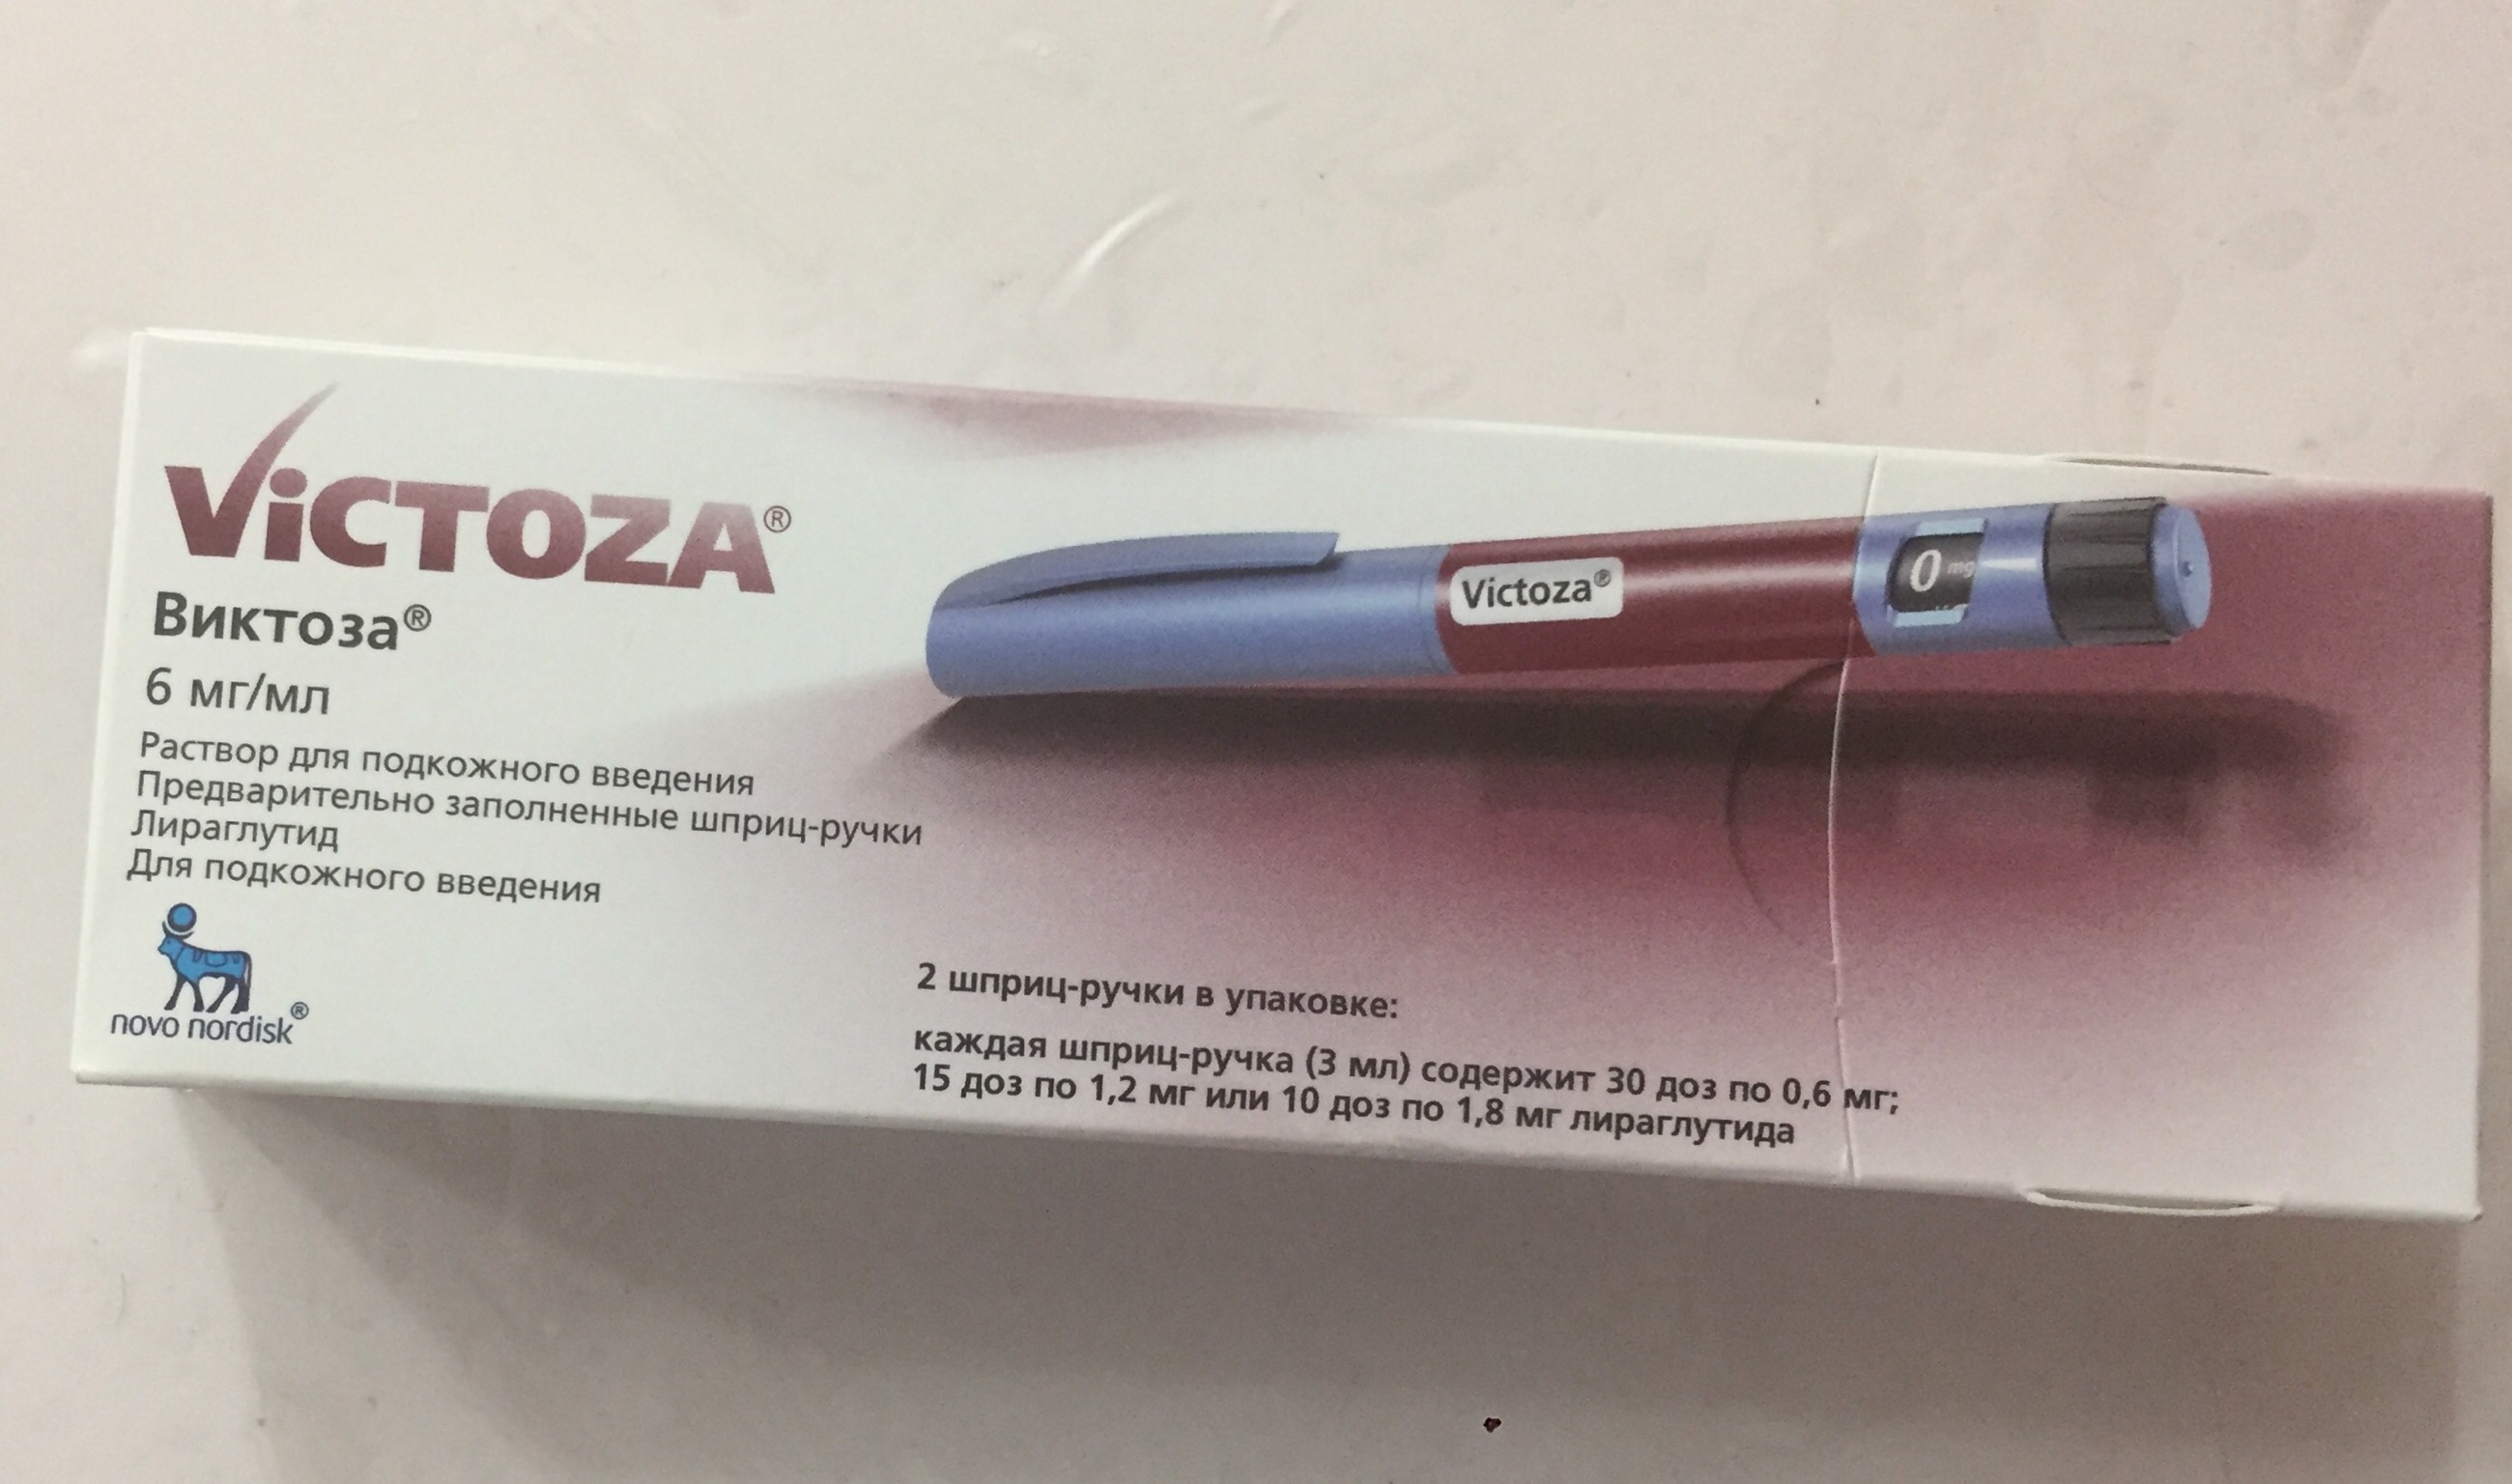 VICTOZA®
Виктоза®
6 мг/мл
Раствор для подкожного введения
Предварительно заполненные шприц-ручки
Лираглутид
Для подкожного введения
novo nordisk®
Victoza®
0 mg
2 шприц-ручки в упаковке:
каждая шприц-ручка (3 мл) содержит 30 доз по 0,6 мг;
15 доз по 1,2 мг или 10 доз по 1,8 мг лираглутида